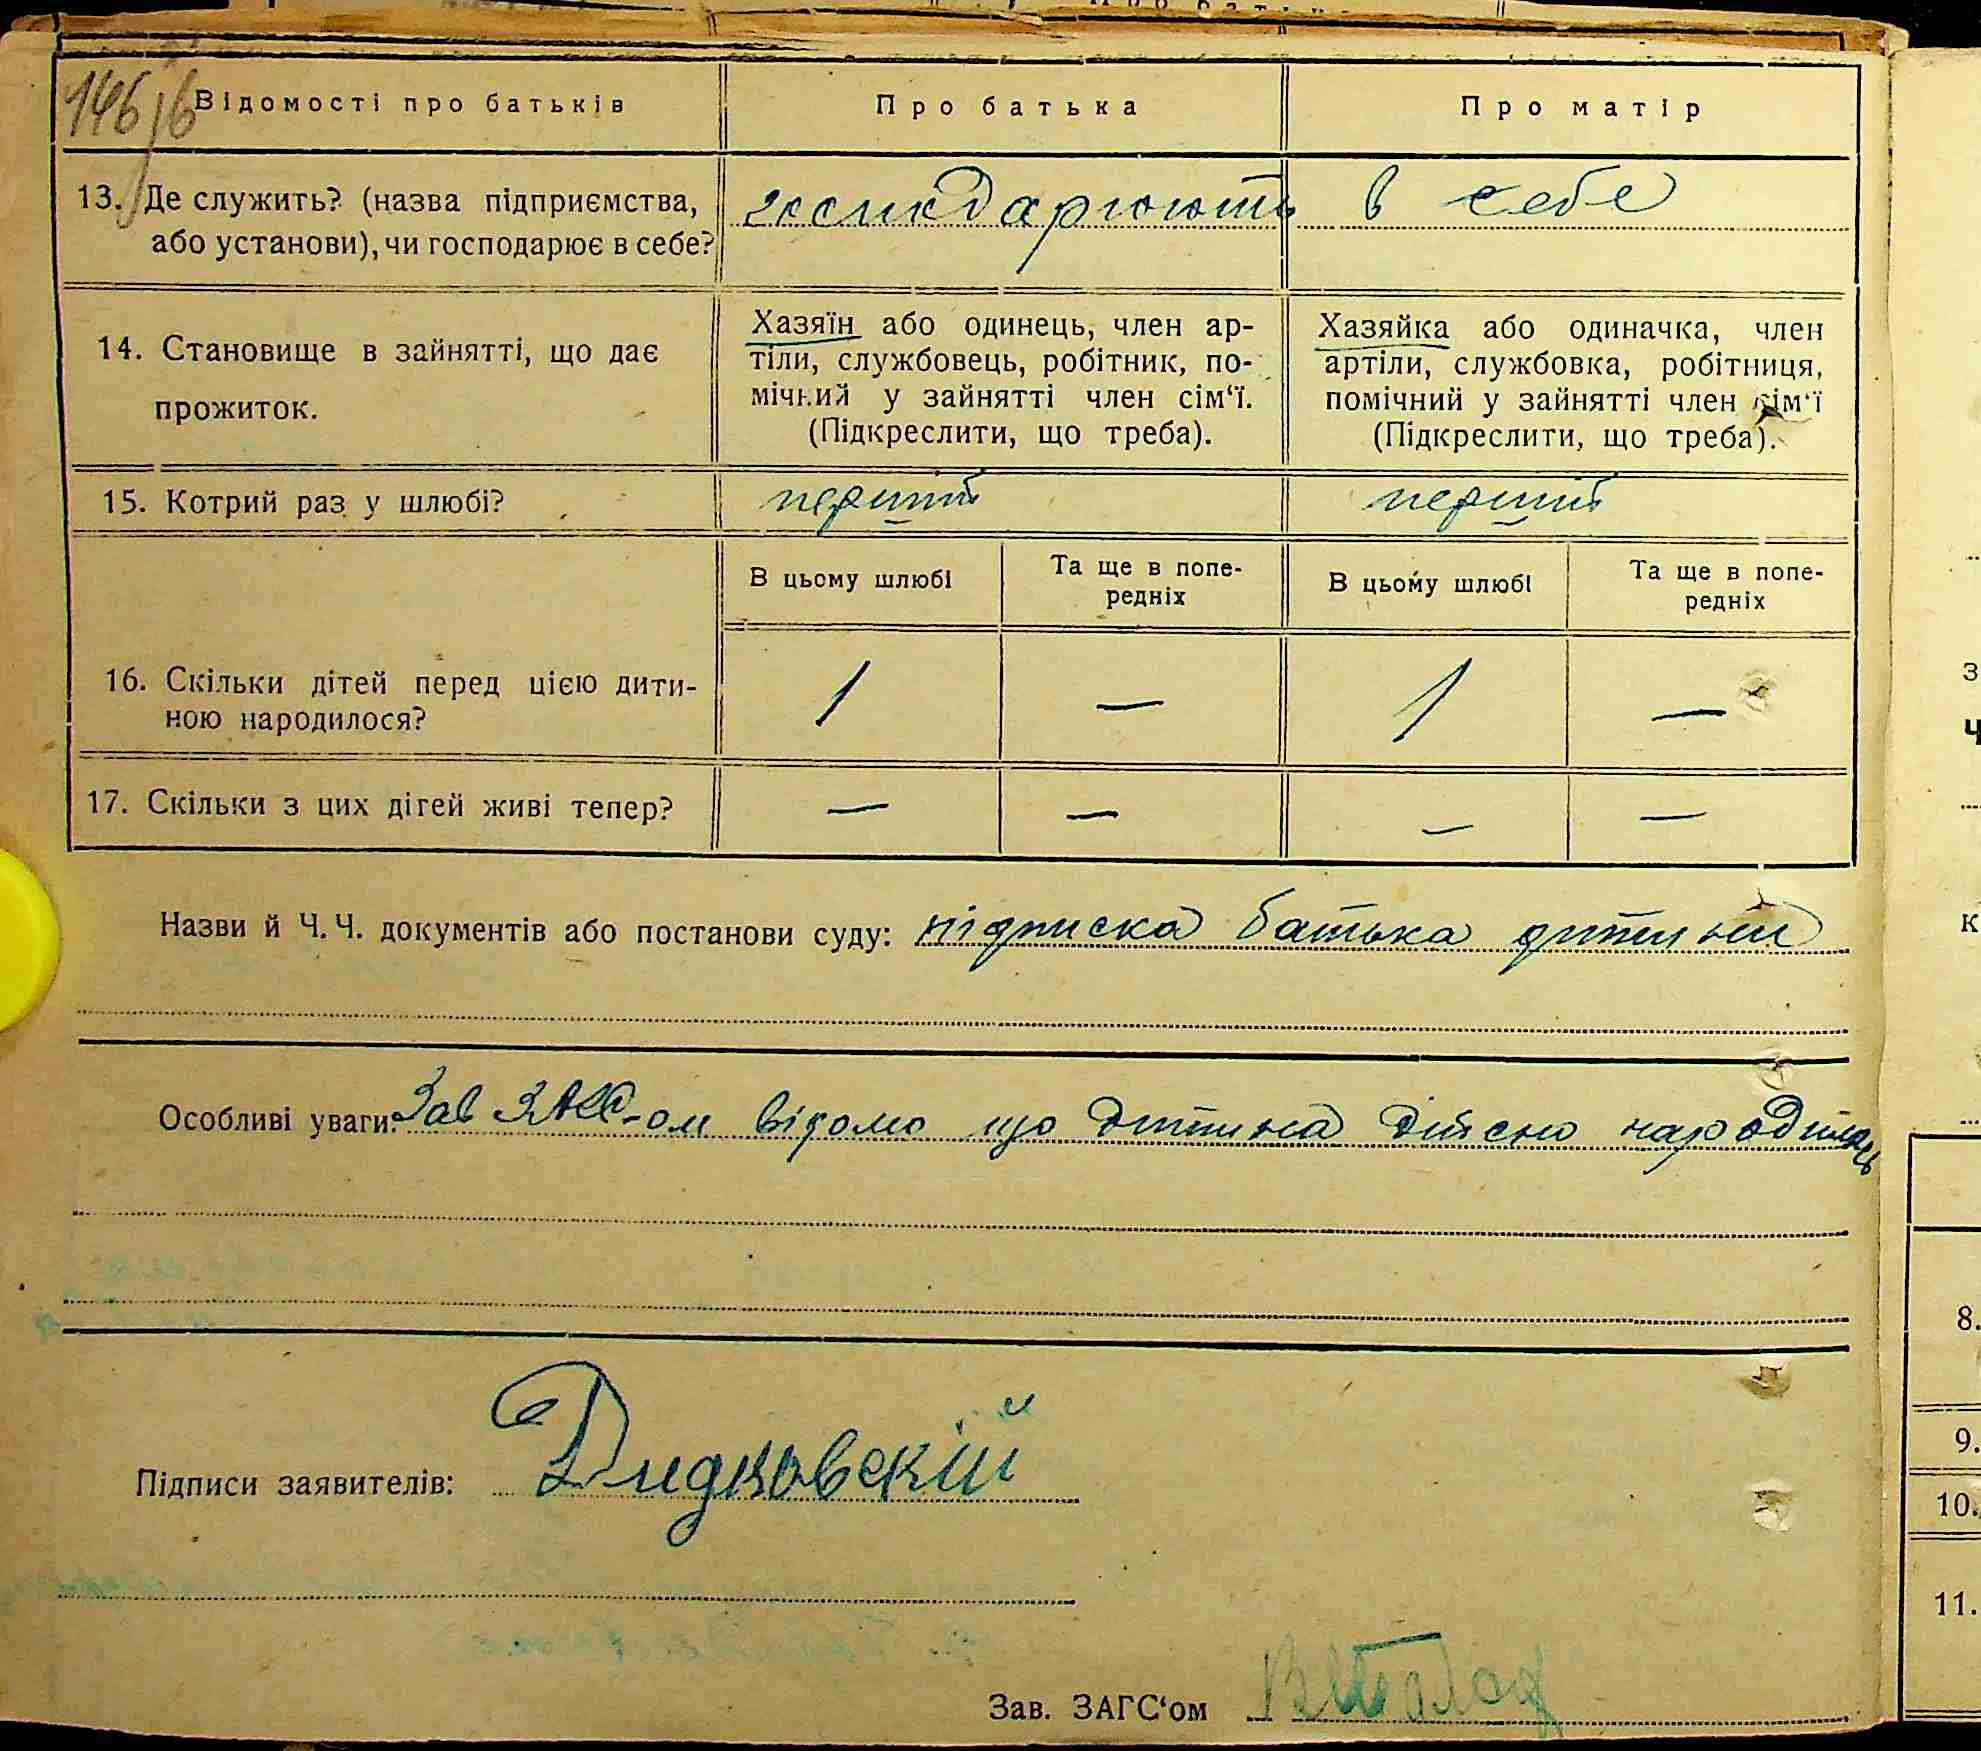 146
Відомості про батьків Про батька Про матір
13. Де служить? (назва підприємства, або установи), чи господарює в себе?
господарюють в себе
14. Становище в зайнятті, що дає
прожиток.
Хазяїн або одинець, член ар-
тіли, службовець, робітник, по-
мічний у зайнятті член сім‘ї.
(Підкреслити, що треба).
Хазяйка або одиначка, член
артіли, службовка, робітниця,
помічний у зайнятті член сім‘ї
(Підкреслити, що треба).
15. Котрий раз у шлюбі? перший перший
В цьому шлюбі
Та ще в попе-
редніх
В цьому шлюбі
Та ще в попе-
редніх
16. Скільки дітей перед цією дити-
ною народилося?
1 — 1 —
17. Скільки з цих дітей живі тепер? — — — —
Назви й Ч. Ч. документів або постанови суду: підписка батька дитини
Особливі уваги: Зав ЗАГС-ом відомо що дитина дійсно народилась
Підписи заявителів: Дидковскій
Зав. ЗАГС‘ом
з
Ч
к
8.
9.
10.
11.